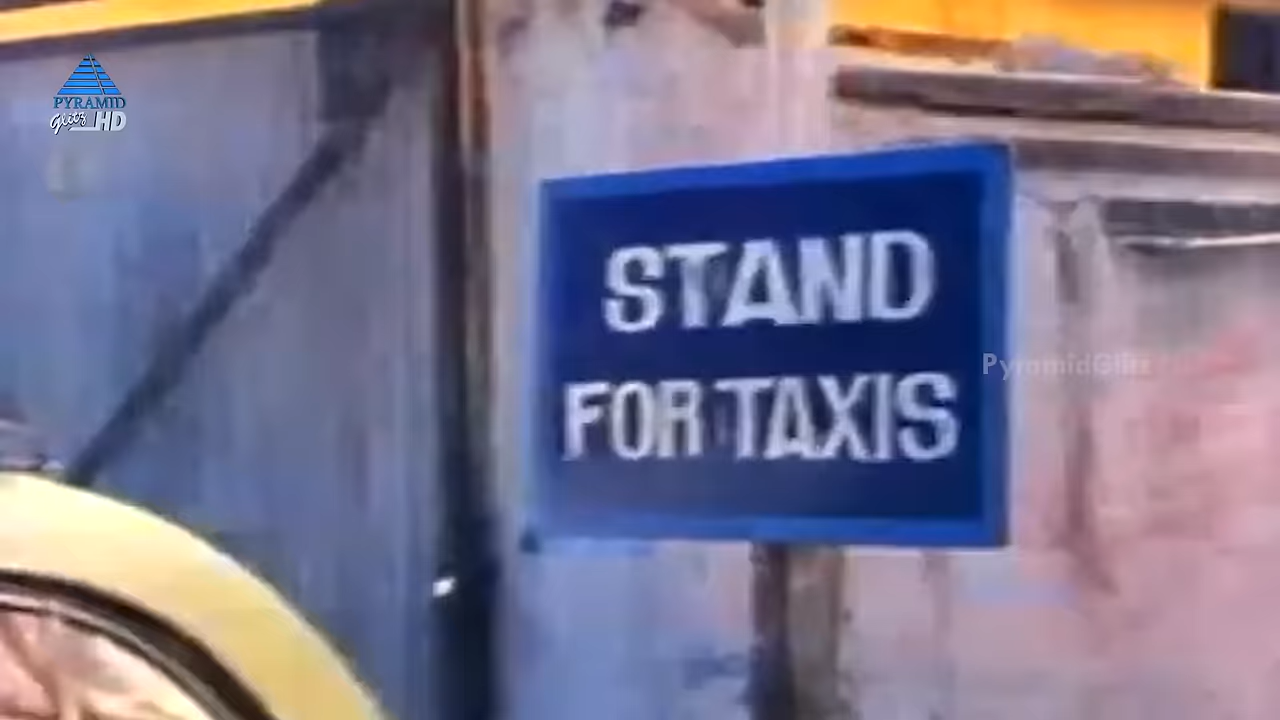 PYRAMID
Glitz HD
STAND
FOR TAXIS
PyramidGlitz